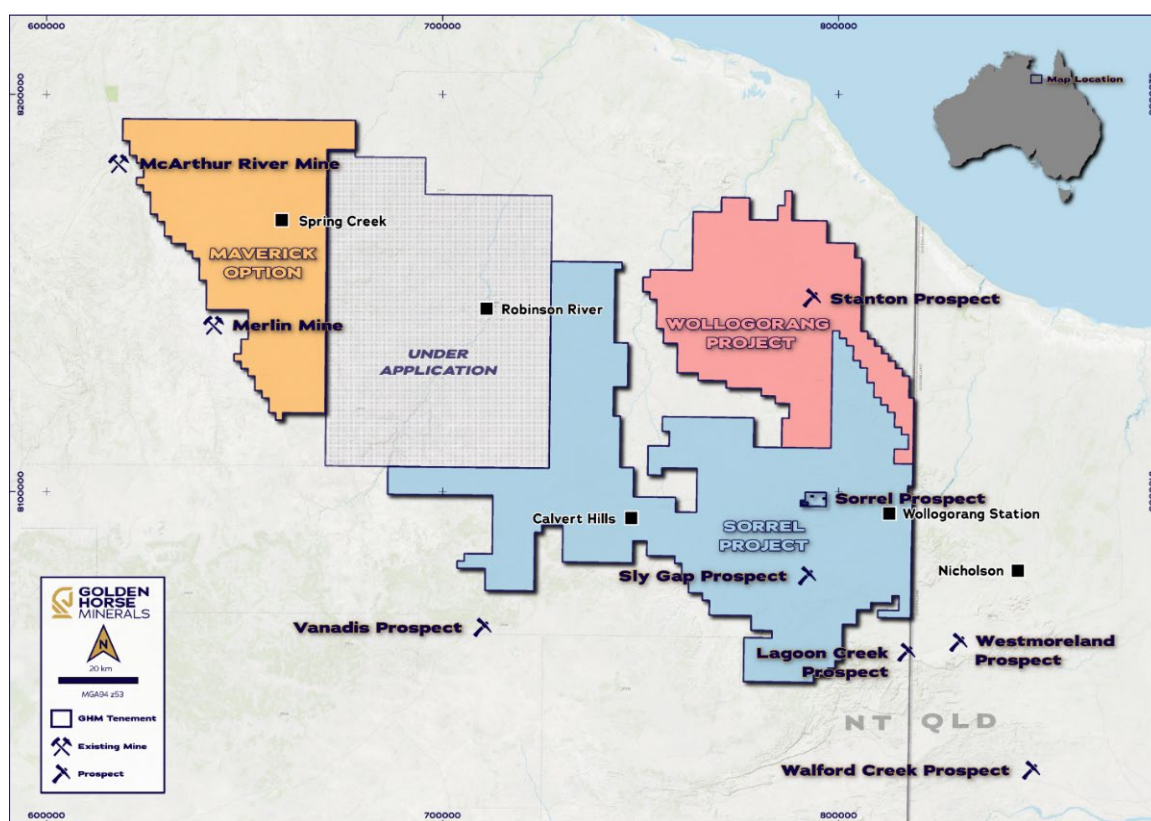 600000
700000
800000
8200000
8200000
Map Location
McArthur River Mine
Spring Creek
MAVERICK
OPTION
Merlin Mine
Robinson River
UNDER
APPLICATION
Stanton Prospect
WOLLOGORANG
PROJECT
8100000
8100000
Sorrel Prospect
Wollogorang Station
Calvert Hills
SORREL
PROJECT
Sly Gap Prospect
Nicholson
Vanadis Prospect
Lagoon Creek
Prospect
Westmoreland
Prospect
NT QLD
Walford Creek Prospect
GOLDEN
HORSE
MINERALS
N
20 km
MGA94 z53
GHM Tenement
Existing Mine
Prospect
600000
700000
800000